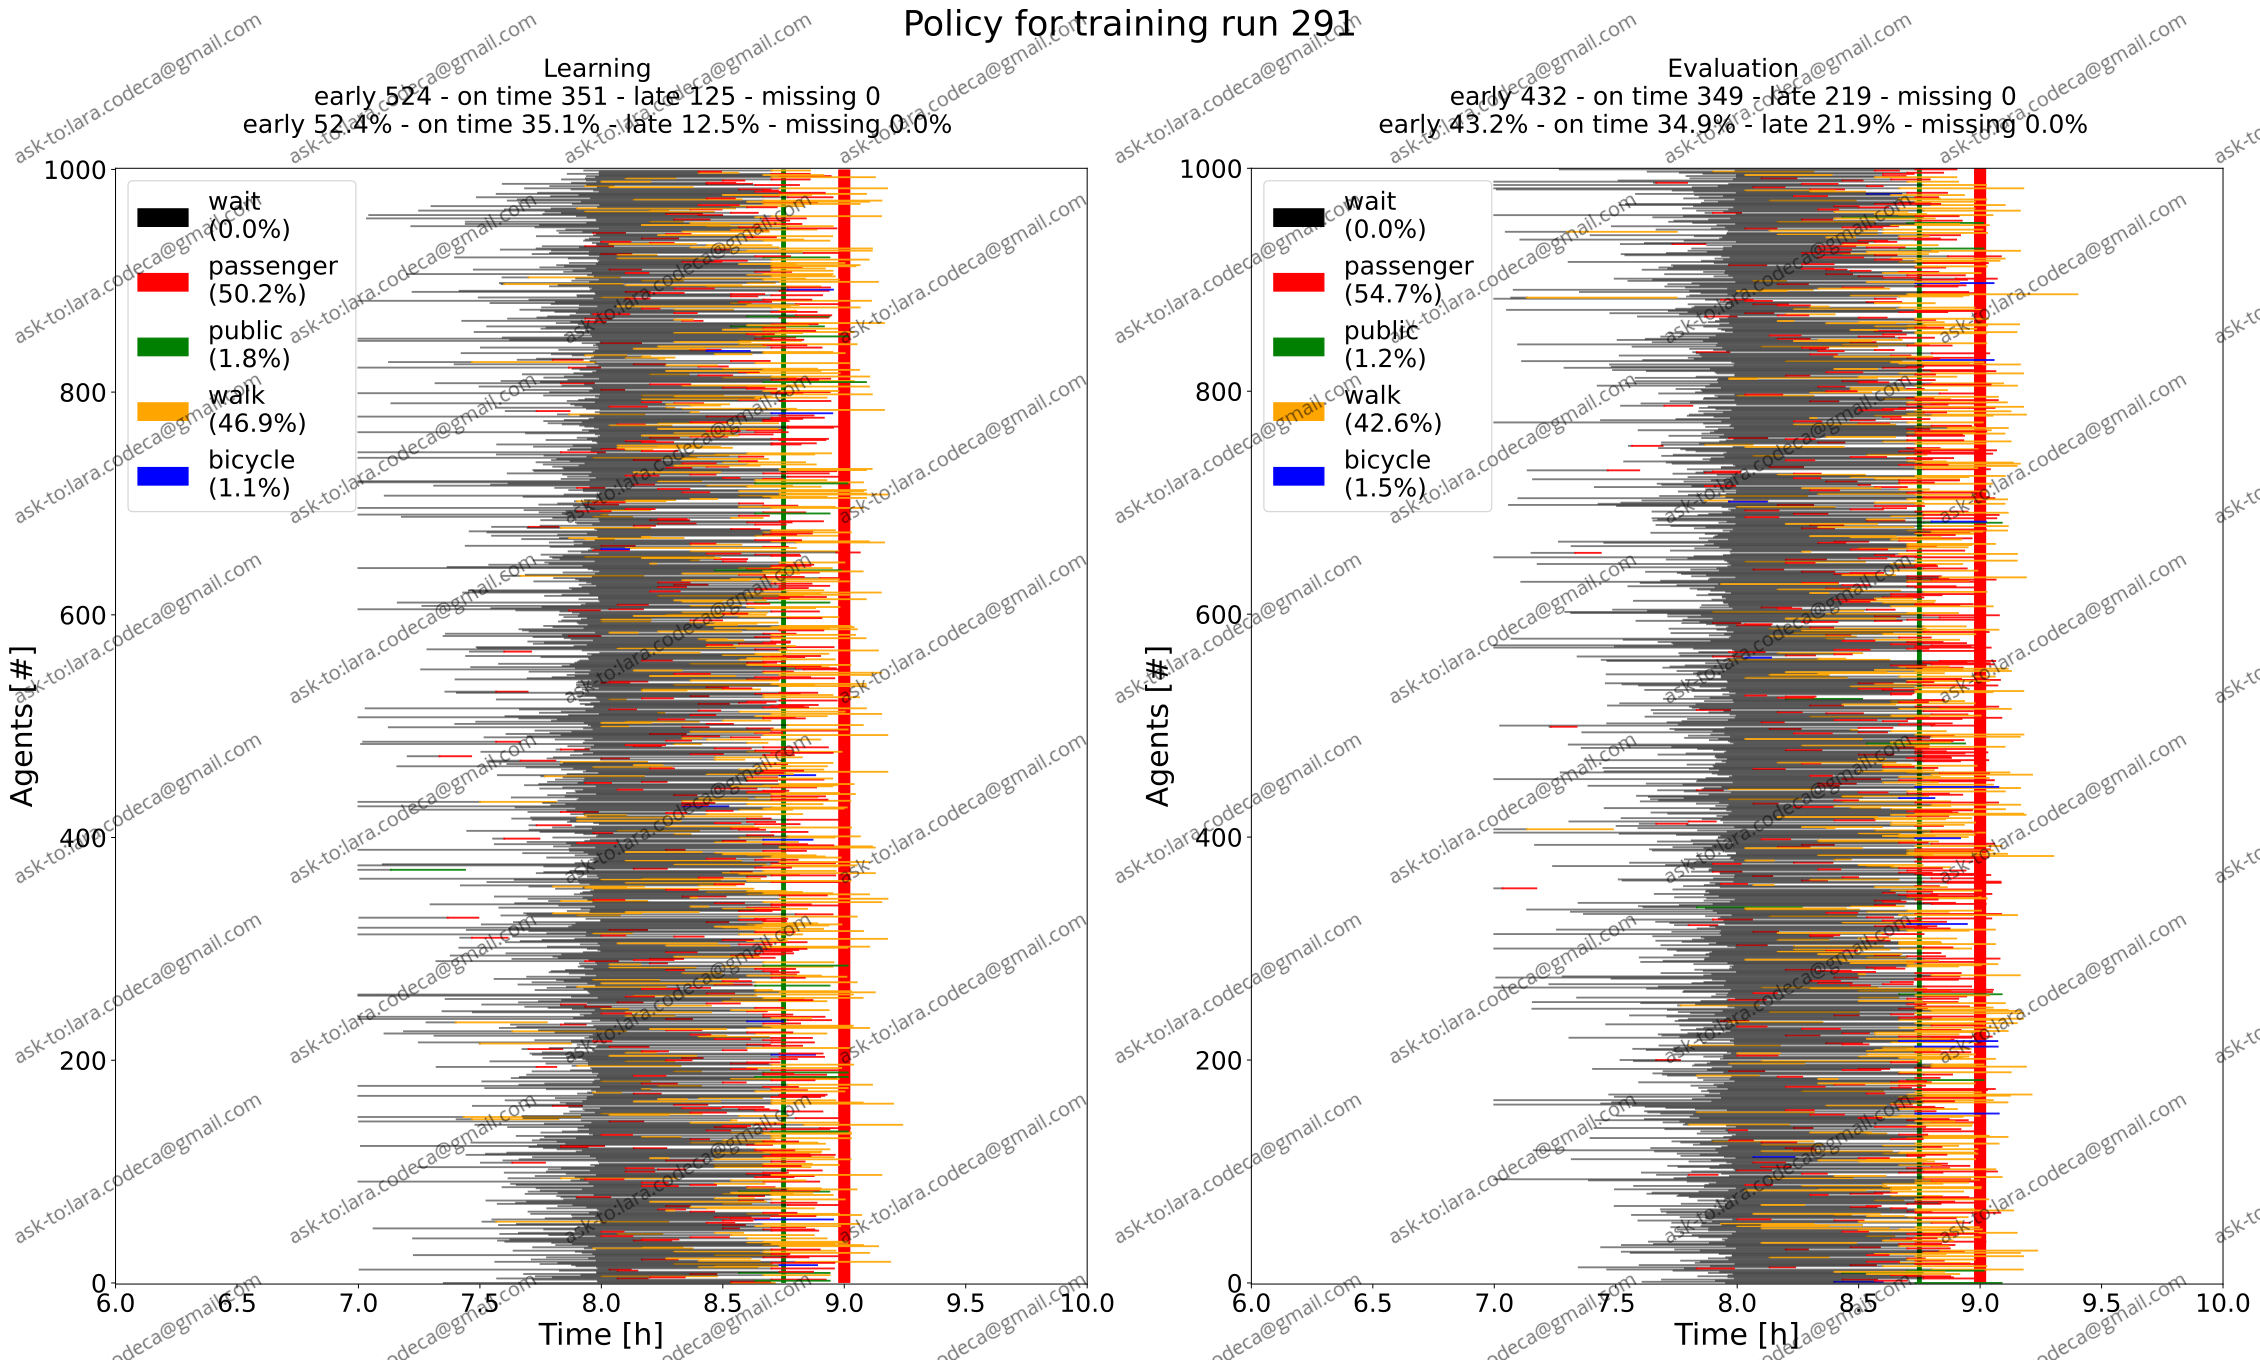 Policy for training run 291
Learning
early 524 - on time 351 - late 125 - missing 0
early 52.4% - on time 35.1% - late 12.5% - missing 0.0%
1000
800
600
400
200
0
Agents [#]
wait
(0.0%)
passenger
(50.2%)
public
(1.8%)
walk
(46.9%)
bicycle
(1.1%)
6.0 6.5 7.0 7.5 8.0 8.5 9.0 9.5 10.0
Time [h]
Evaluation
early 432 - on time 349 - late 219 - missing 0
early 43.2% - on time 34.9% - late 21.9% - missing 0.0%
1000
800
600
400
200
0
Agents [#]
wait
(0.0%)
passenger
(54.7%)
public
(1.2%)
walk
(42.6%)
bicycle
(1.5%)
6.0 6.5 7.0 7.5 8.0 8.5 9.0 9.5 10.0
Time [h]
ask-to:lara.codeca@gmail.com